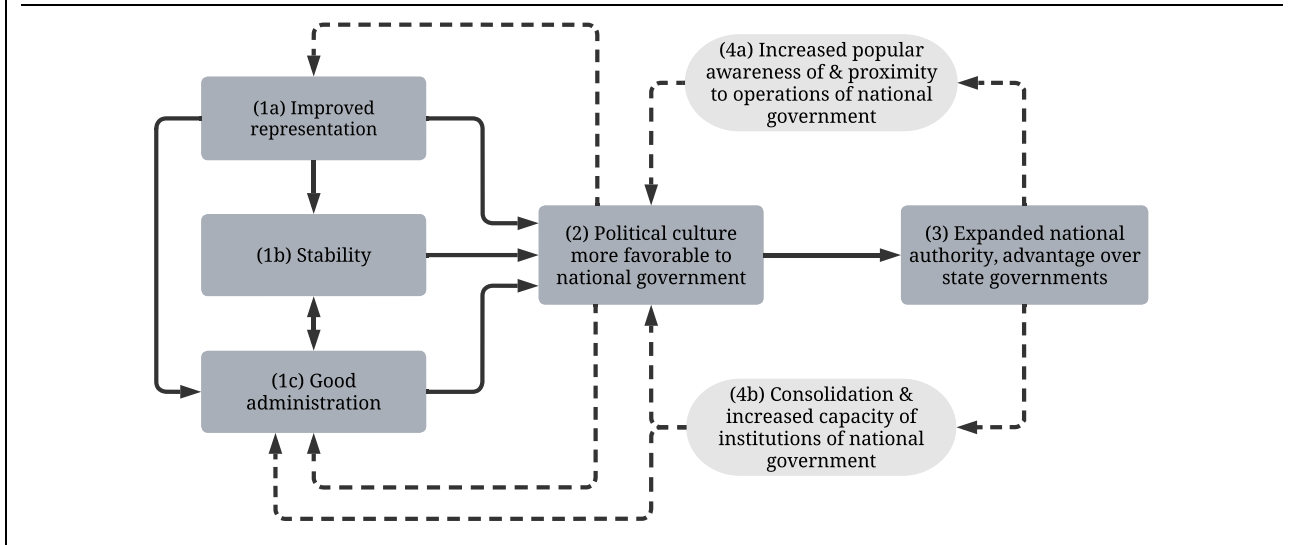 (1a) Improved
representation
(1b) Stability
(1c) Good
administration
(2) Political culture
more favorable to
national government
(3) Expanded national
authority, advantage over
state governments
(4a) Increased popular
awareness of & proximity
to operations of national
government
(4b) Consolidation &
increased capacity of
institutions of national
government